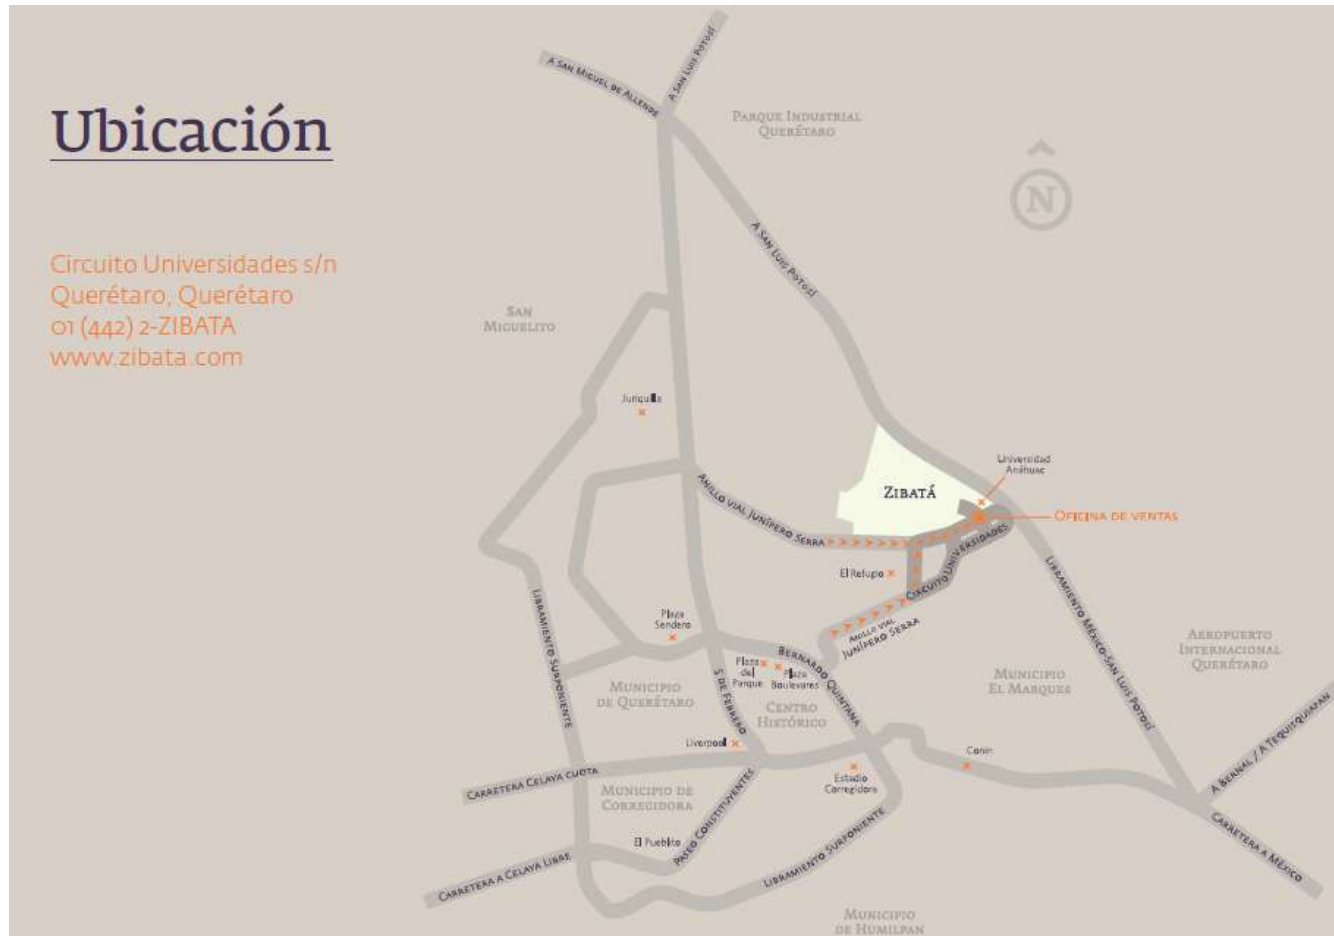 Ubicación
Circuito Universidades s/n
Querétaro, Querétaro
01 (442) 2-ZIBATA
www.zibata.com
A San Miguel de Allende
A San Luis Potosí
Parque Industrial
Querétaro
N
A San Luis Potosí
San
Miguelito
Juriquilla
Universidad
Anáhuac
Zibatá
Oficina de ventas
Anillo vial Junípero Serra
El Refugio
Circuito Universidades
Anillo vial
Junípero Serra
Libramiento México-San Luis Potosí
Libramiento Surponiente
Plaza
Sendero
Bernardo Quintana
Plaza
del
Parque
Plaza
Boulevares
5 de Febrero
Municipio
de Querétaro
Centro
Histórico
Municipio
El Marques
Aeropuerto
Internacional
Querétaro
Liverpool
Conin
Estadio
Corregidora
A Bernal / A Tequisquiapan
Carretera Celaya cuota
Municipio de
Corregidora
Paseo Constituyentes
El Pueblito
Carretera a Celaya Libre
Libramiento Surponiente
Carretera a México
Municipio
de Humilpan